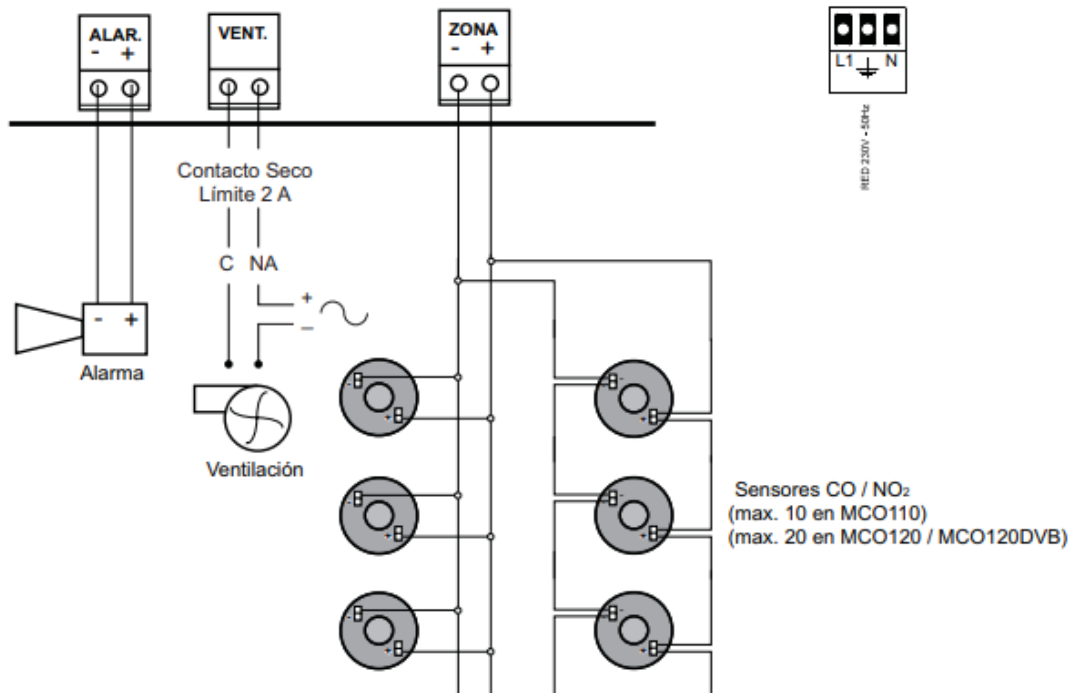 ALAR.
- +
VENT.
ZONA
- +
L1 N
RED 230V - 50Hz
Contacto Seco
Límite 2 A
C NA
+
–
- +
Alarma
Ventilación
-
+
-
+
-
+
-
+
-
+
-
+
Sensores CO / NO₂
(max. 10 en MCO110)
(max. 20 en MCO120 / MCO120DVB)